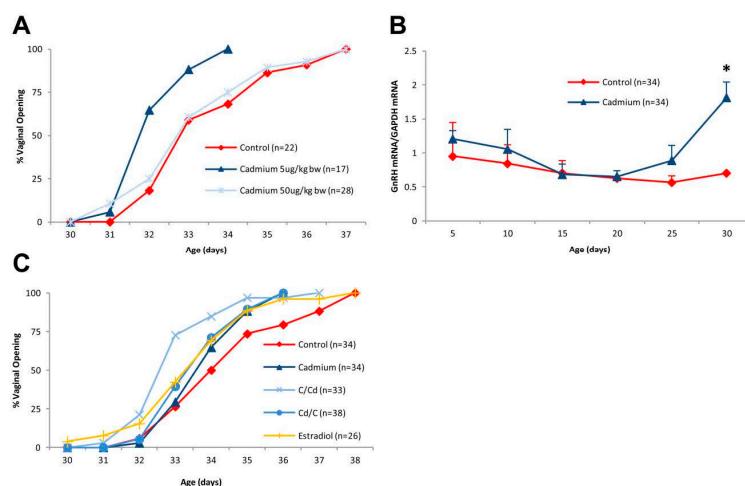 A
100
75
50
25
0
% Vaginal Opening
30 31 32 33 34 35 36 37
Age (days)
Control (n=22)
Cadmium 5ug/kg bw (n=17)
Cadmium 50ug/kg bw (n=28)
B
2.5
2
1.5
1
0.5
0
GnRH mRNA/GAPDH mRNA
5 10 15 20 25 30
Age (days)
Control (n=34)
Cadmium (n=34)
*
C
100
75
50
25
0
% Vaginal Opening
30 31 32 33 34 35 36 37 38
Age (days)
Control (n=34)
Cadmium (n=34)
C/Cd (n=33)
Cd/C (n=38)
Estradiol (n=26)